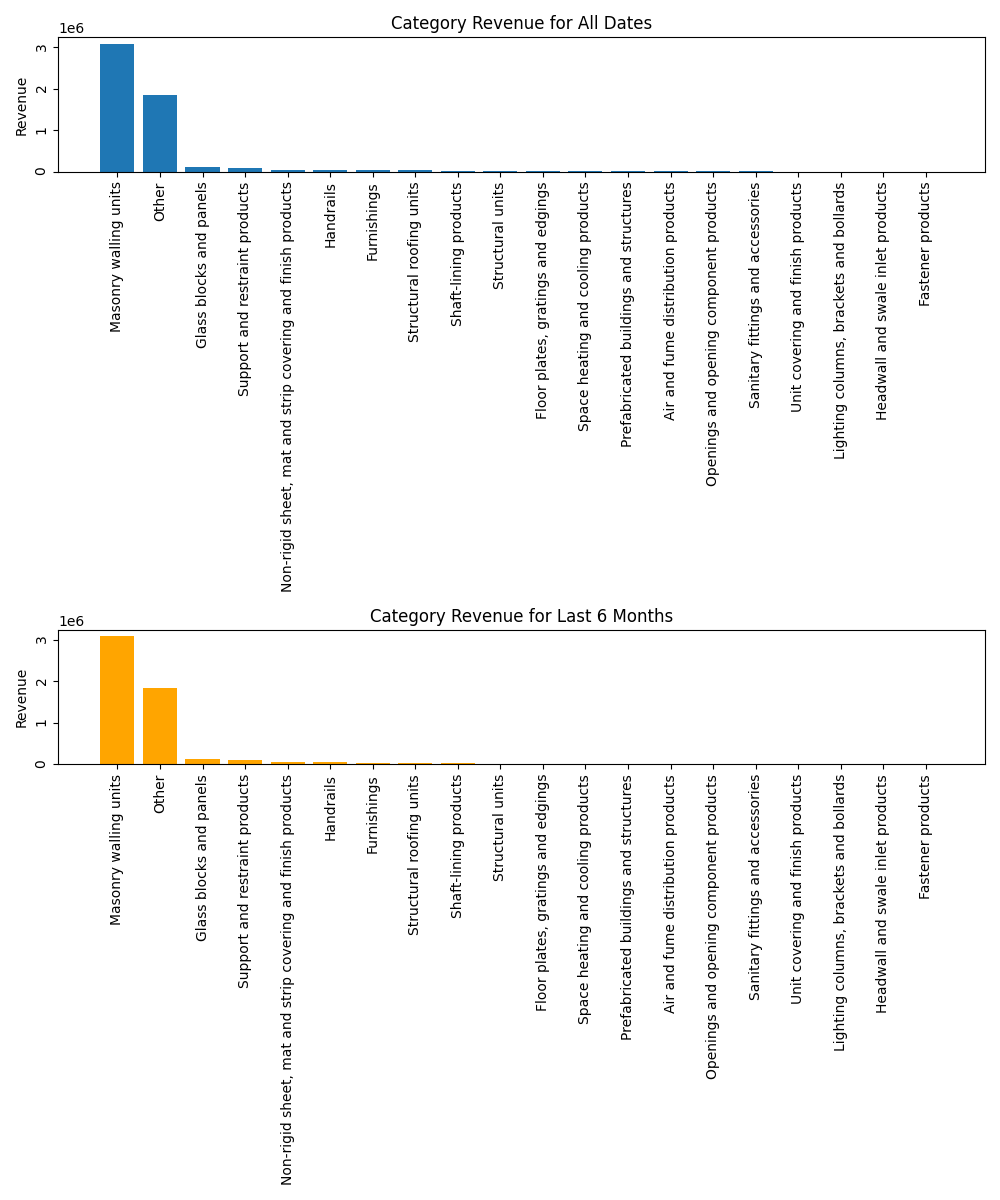 Category Revenue for All Dates
1e6
Revenue
3
2
1
0
Masonry walling units
Other
Glass blocks and panels
Support and restraint products
Non-rigid sheet, mat and strip covering and finish products
Handrails
Furnishings
Structural roofing units
Shaft-lining products
Structural units
Floor plates, gratings and edgings
Space heating and cooling products
Prefabricated buildings and structures
Air and fume distribution products
Openings and opening component products
Sanitary fittings and accessories
Unit covering and finish products
Lighting columns, brackets and bollards
Headwall and swale inlet products
Fastener products
Category Revenue for Last 6 Months
1e6
Revenue
3
2
1
0
Masonry walling units
Other
Glass blocks and panels
Support and restraint products
Non-rigid sheet, mat and strip covering and finish products
Handrails
Furnishings
Structural roofing units
Shaft-lining products
Structural units
Floor plates, gratings and edgings
Space heating and cooling products
Prefabricated buildings and structures
Air and fume distribution products
Openings and opening component products
Sanitary fittings and accessories
Unit covering and finish products
Lighting columns, brackets and bollards
Headwall and swale inlet products
Fastener products